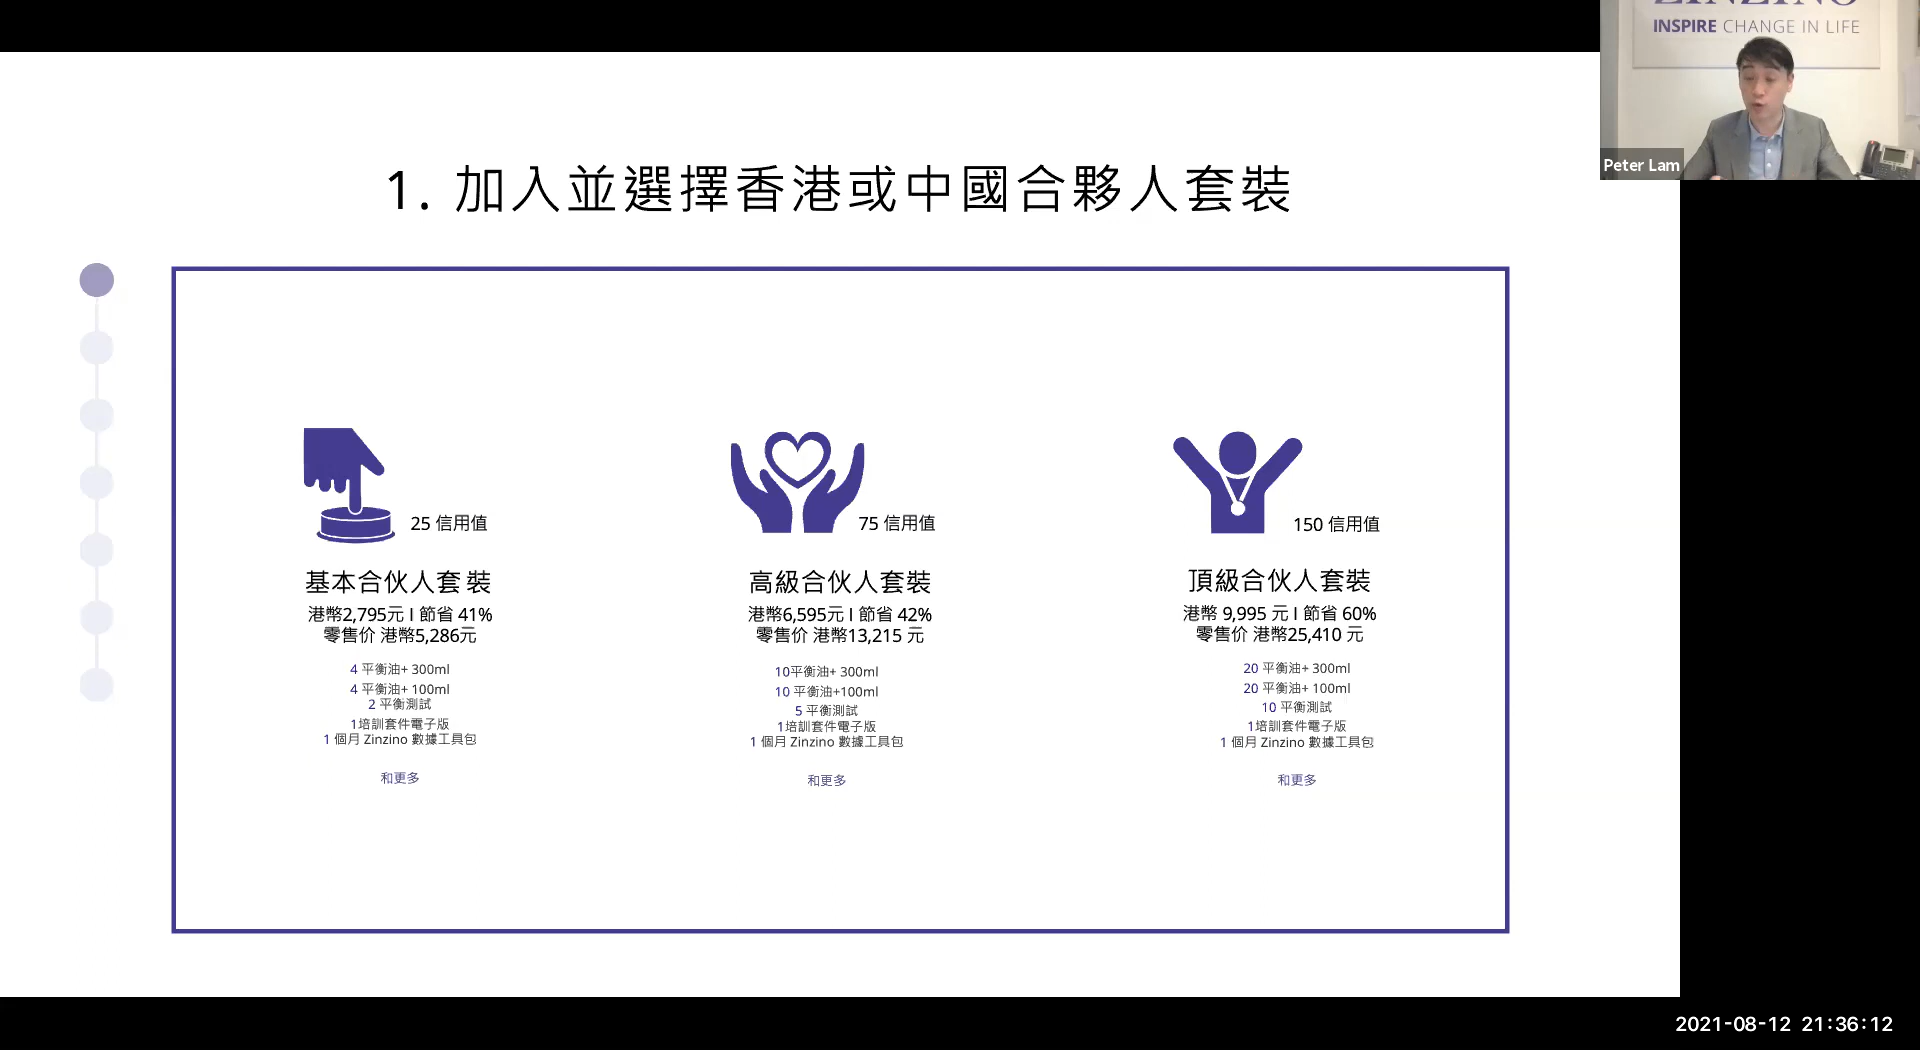 INSPIRE CHANGE IN LIFE
Peter Lam
1. 加入並選擇香港或中國合夥人套裝
25 信用值
基本合伙人套 裝
港幣2,795元 I 節省 41%
零售价 港幣5,286元
4 平衡油+ 300ml
4 平衡油+ 100ml
2 平衡測試
1培訓套件電子版
1 個月 Zinzino 數據工具包
和更多
75 信用值
高級合伙人套裝
港幣6,595元 I 節省 42%
零售价 港幣13,215 元
10平衡油+ 300ml
10 平衡油+100ml
5 平衡測試
1培訓套件電子版
1 個月 Zinzino 數據工具包
和更多
150 信用值
頂級合伙人套裝
港幣 9,995 元 I 節省 60%
零售价 港幣25,410 元
20 平衡油+ 300ml
20 平衡油+ 100ml
10 平衡測試
1培訓套件電子版
1 個月 Zinzino 數據工具包
和更多
2021-08-12 21:36:12